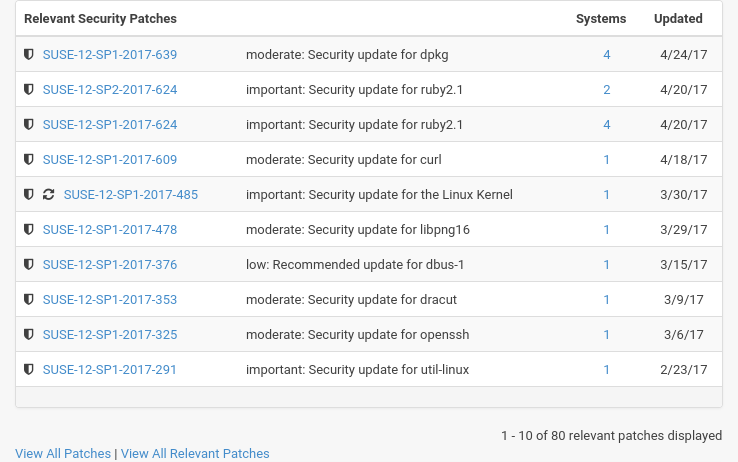 Relevant Security Patches Systems Updated
SUSE-12-SP1-2017-639 moderate: Security update for dpkg 4 4/24/17
SUSE-12-SP2-2017-624 important: Security update for ruby2.1 2 4/20/17
SUSE-12-SP1-2017-624 important: Security update for ruby2.1 4 4/20/17
SUSE-12-SP1-2017-609 moderate: Security update for curl 1 4/18/17
SUSE-12-SP1-2017-485 important: Security update for the Linux Kernel 1 3/30/17
SUSE-12-SP1-2017-478 moderate: Security update for libpng16 1 3/29/17
SUSE-12-SP1-2017-376 low: Recommended update for dbus-1 1 3/15/17
SUSE-12-SP1-2017-353 moderate: Security update for dracut 1 3/9/17
SUSE-12-SP1-2017-325 moderate: Security update for openssh 1 3/6/17
SUSE-12-SP1-2017-291 important: Security update for util-linux 1 2/23/17
1 - 10 of 80 relevant patches displayed
View All Patches | View All Relevant Patches